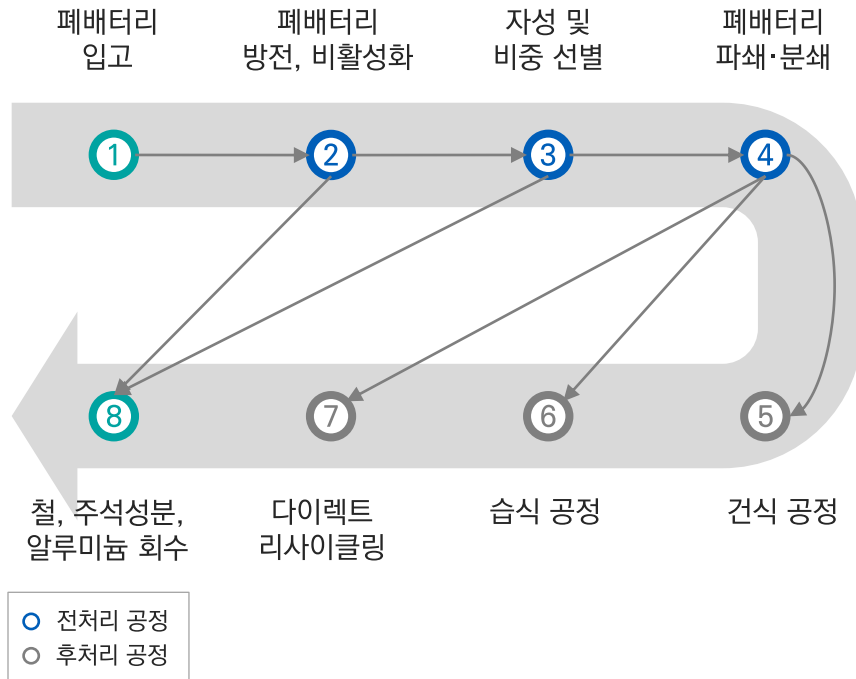 폐배터리
입고
폐배터리
방전, 비활성화
자성 및
비중 선별
폐배터리
파쇄·분쇄
1
2
3
4
8
7
6
5
철, 주석성분,
알루미늄 회수
다이렉트
리사이클링
습식 공정
건식 공정
전처리 공정
후처리 공정